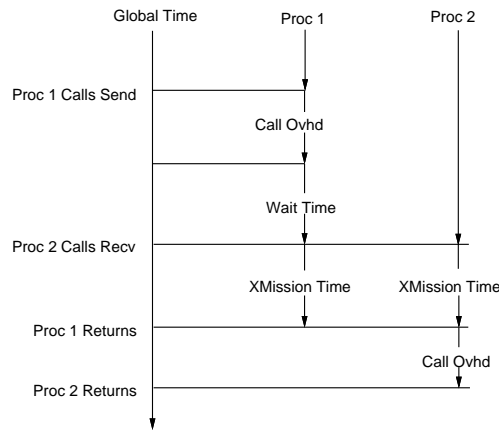 Global Time
Proc 1
Proc 2
Proc 1 Calls Send
Call Ovhd
Wait Time
Proc 2 Calls Recv
XMission Time
XMission Time
Proc 1 Returns
Call Ovhd
Proc 2 Returns